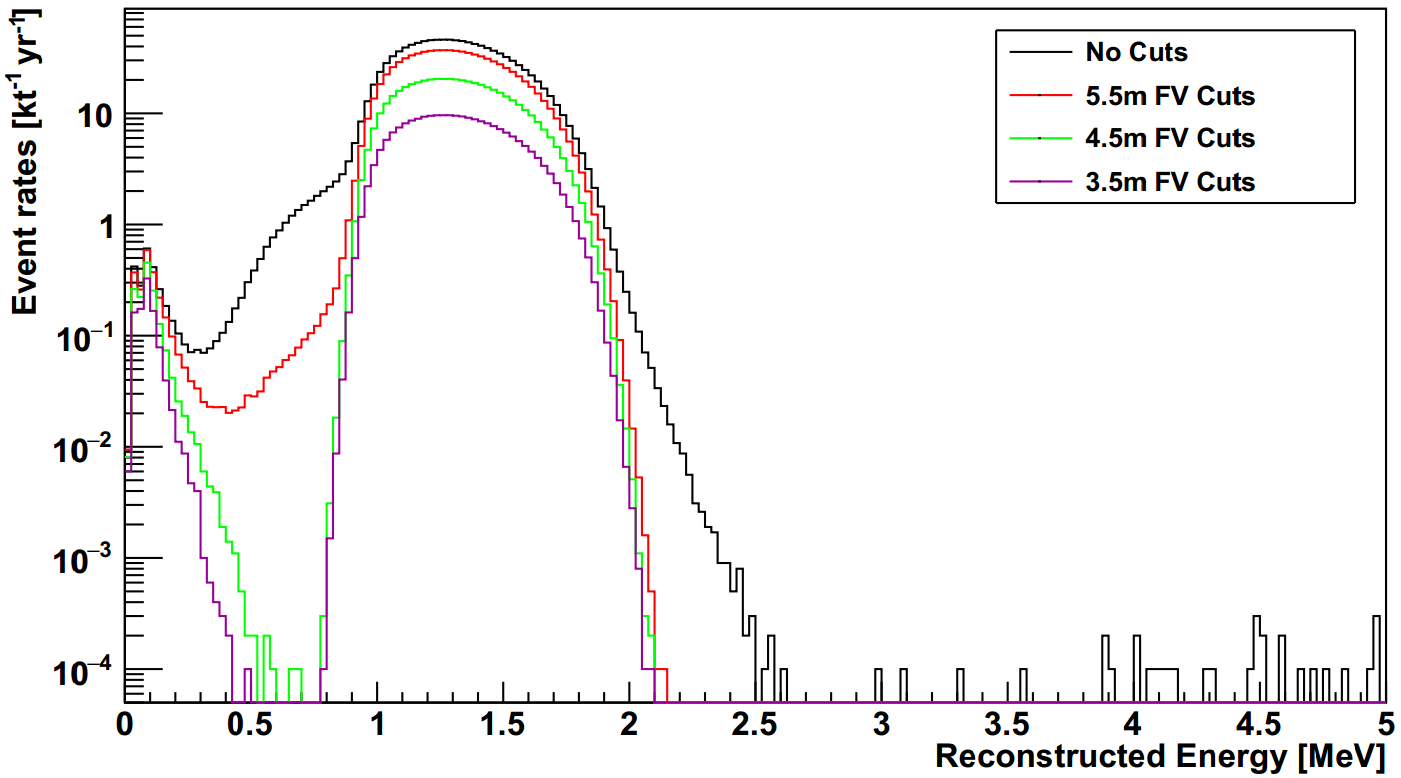 Event rates [kt⁻¹ yr⁻¹]
10
1
10⁻¹
10⁻²
10⁻³
10⁻⁴
No Cuts
5.5m FV Cuts
4.5m FV Cuts
3.5m FV Cuts
0 0.5 1 1.5 2 2.5 3 3.5 4 4.5 5
Reconstructed Energy [MeV]